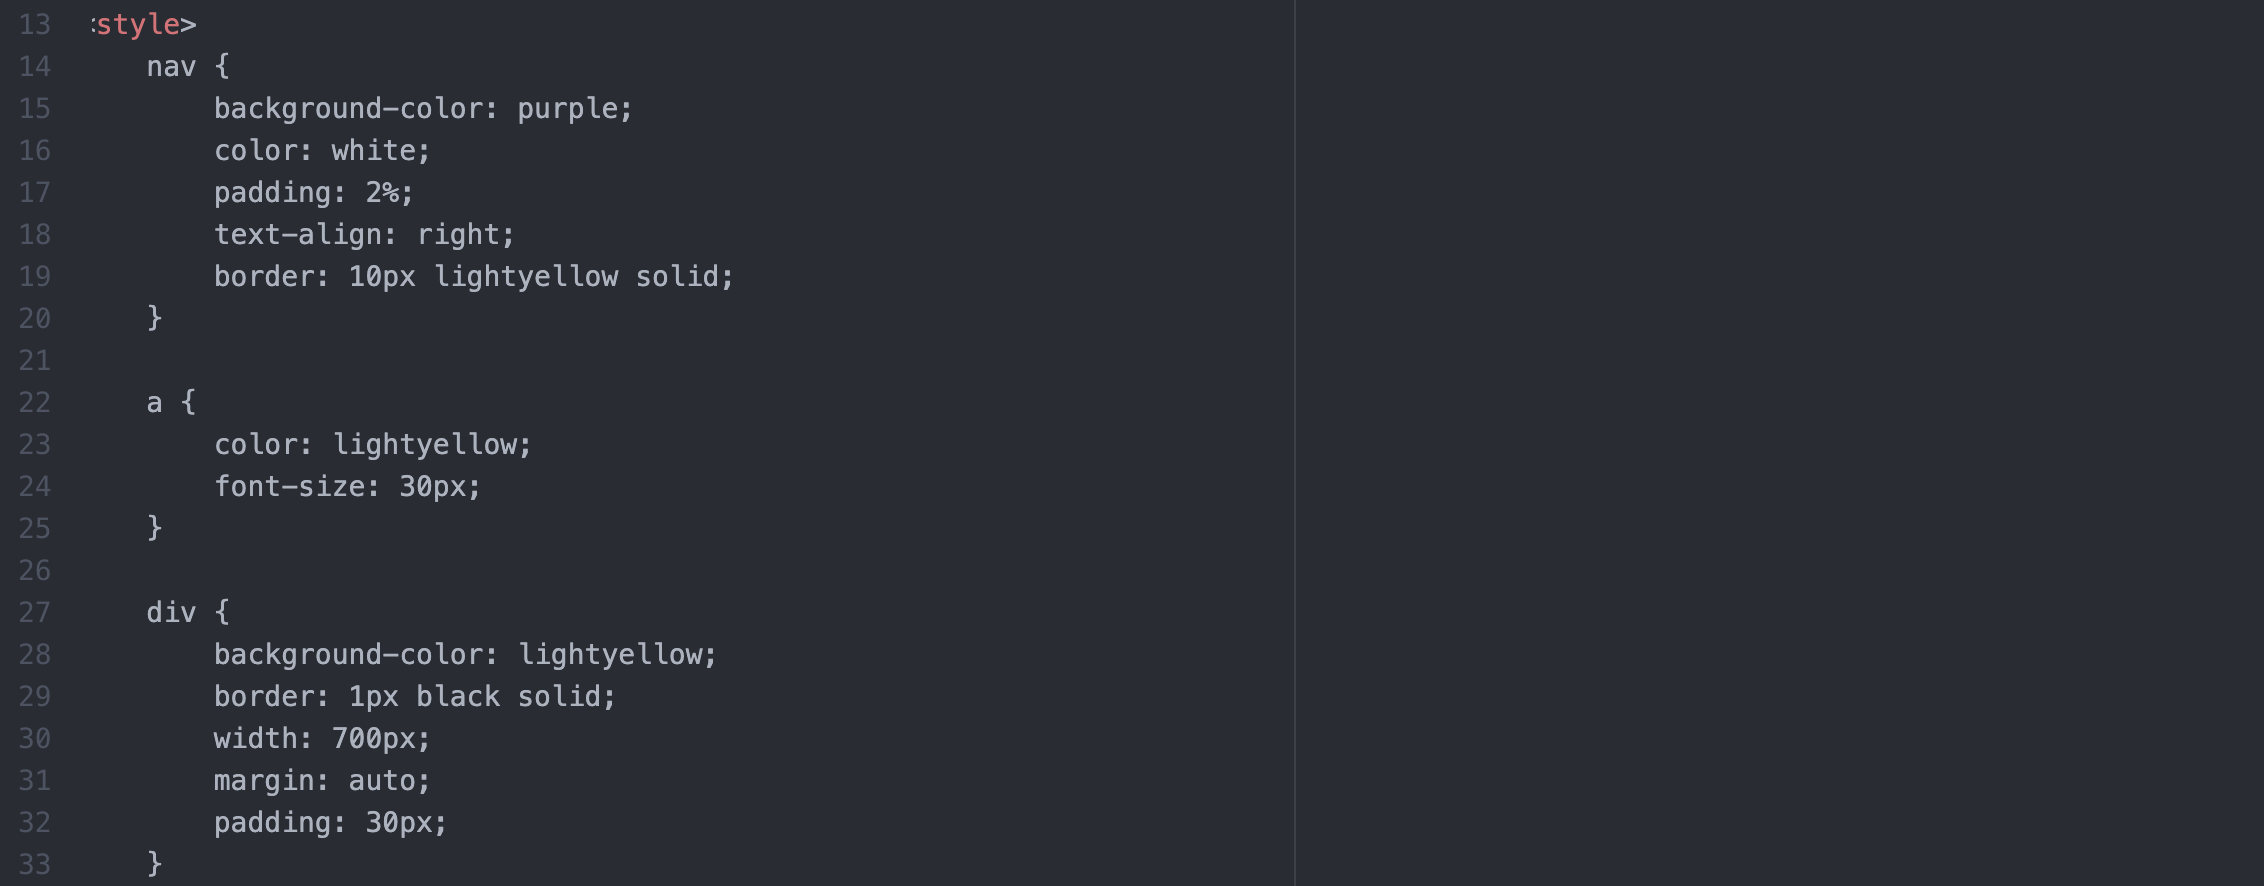 13 <style>
14 nav {
15 background-color: purple;
16 color: white;
17 padding: 2%;
18 text-align: right;
19 border: 10px lightyellow solid;
20 }
21
22 a {
23 color: lightyellow;
24 font-size: 30px;
25 }
26
27 div {
28 background-color: lightyellow;
29 border: 1px black solid;
30 width: 700px;
31 margin: auto;
32 padding: 30px;
33 }